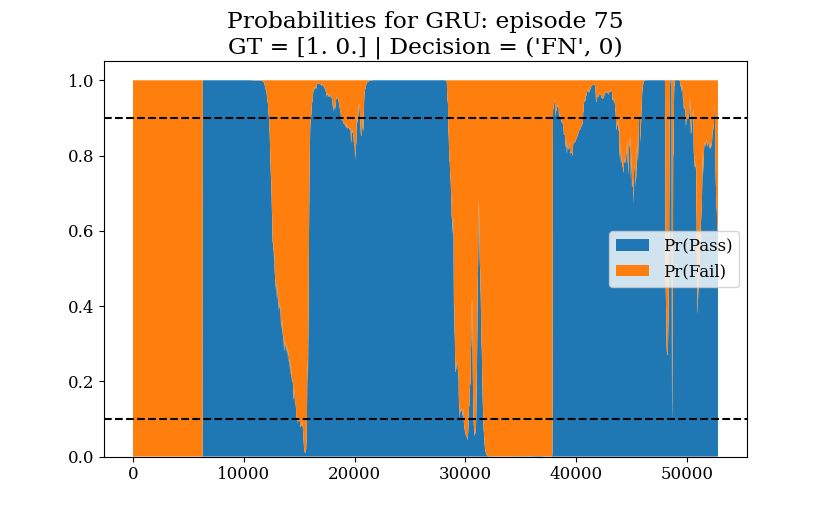 Probabilities for GRU: episode 75
GT = [1. 0.] | Decision = ('FN', 0)
1.0
0.8
0.6
0.4
0.2
0.0
Pr(Pass)
Pr(Fail)
0 10000 20000 30000 40000 50000